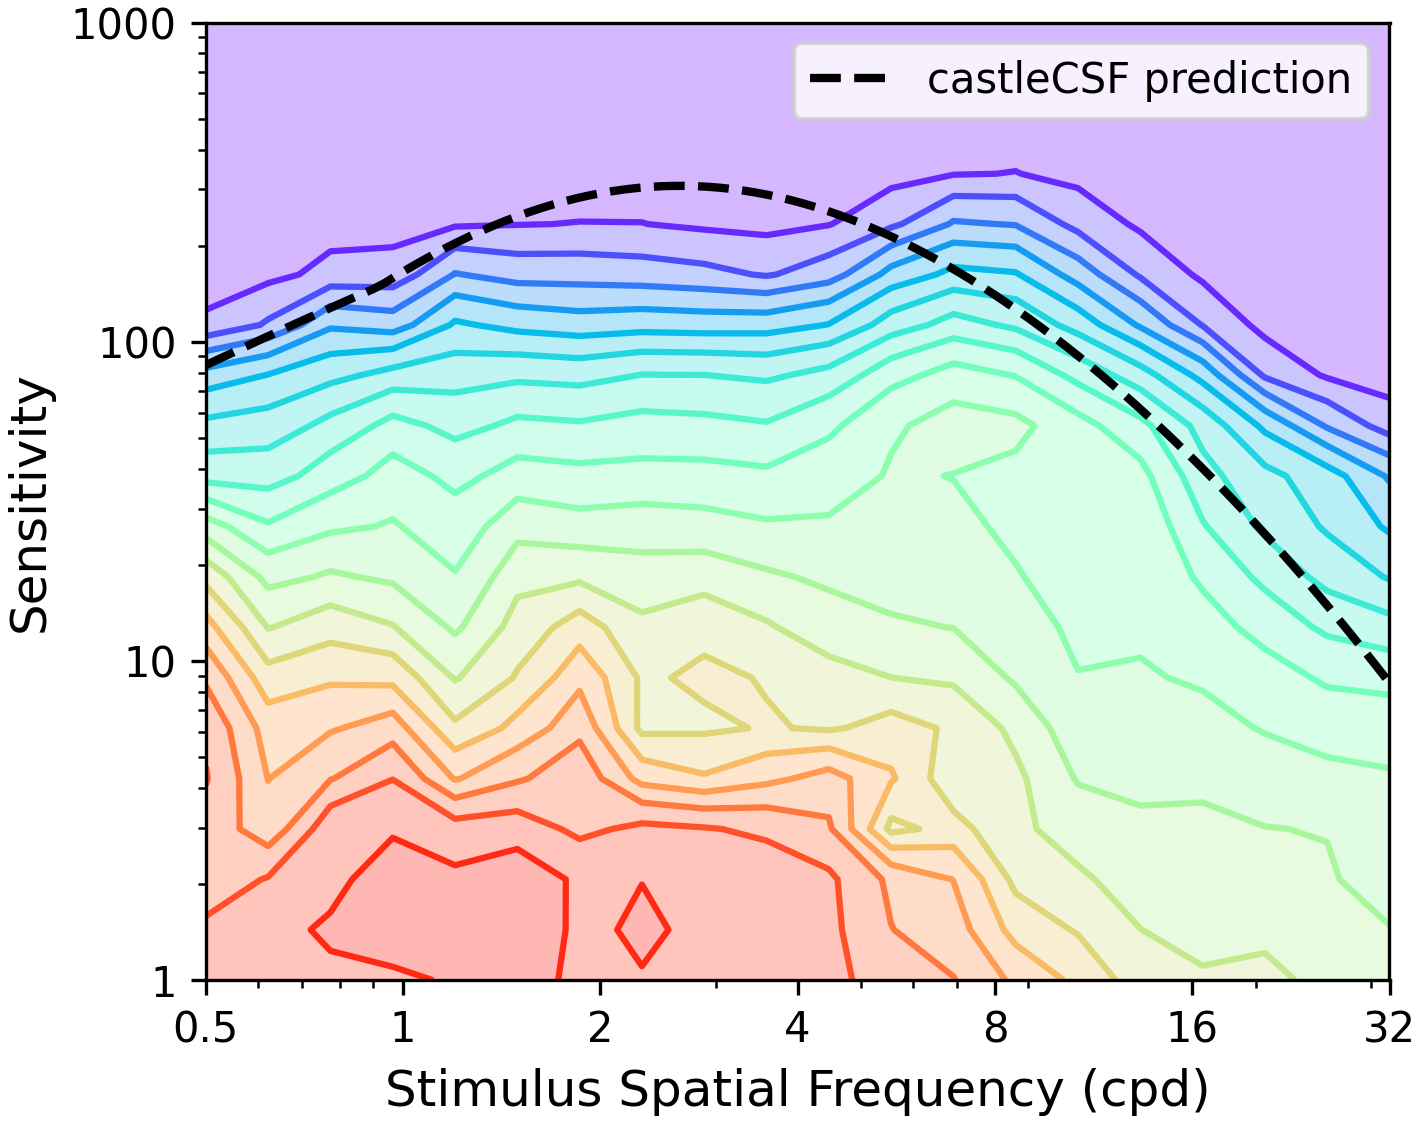 1000
100
10
1
Sensitivity
castleCSF prediction
0.5 1 2 4 8 16 32
Stimulus Spatial Frequency (cpd)